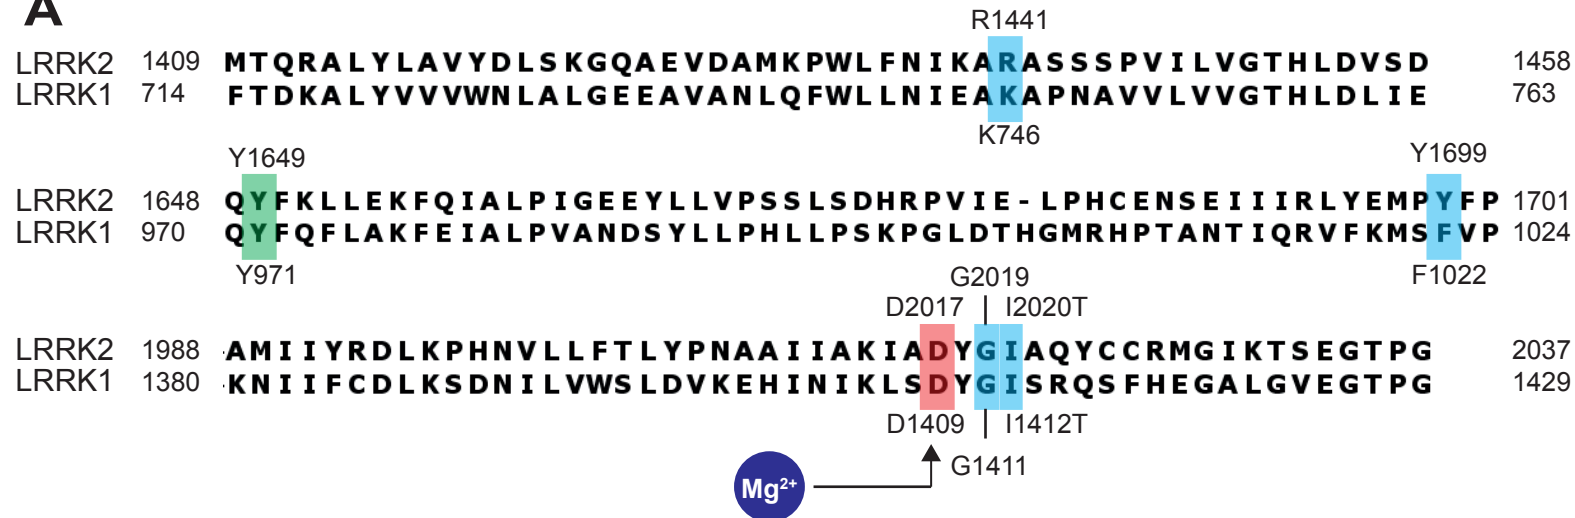 A
R1441
LRRK2 1409 MTQRALYLAVYDLSKGQAEVDAMKPWLFNIKARASSSPVILVGTHLDVSD 1458
LRRK1 714 FTDKALYVVVWNLALGEEAVANLQFWLLNIEAKAPNAVVLVVGTHLDLIE 763
K746
Y1649 Y1699
LRRK2 1648 QYFKLLEKFQIALPIGEEYLLVPSSLSDHRPVIE-LPHCENSEIIIRLYEMPYFP 1701
LRRK1 970 QYFQFLAKFEIALPVANDSYLLPHLLPSKPGLDTHGMRHPTANTIQRVFKMSFVP 1024
Y971 F1022
G2019
D2017 I2020T
LRRK2 1988 AMIIYRDLKPHNVLLFTLYPNAAIIAKIADYGIAQYCCRMGIKTSEGTPG 2037
LRRK1 1380 KNIIFCDLKSDNILVWSLDVKEHINIKLSDYGISRQSFHEGALGVEGTPG 1429
D1409 I1412T
G1411
Mg²⁺